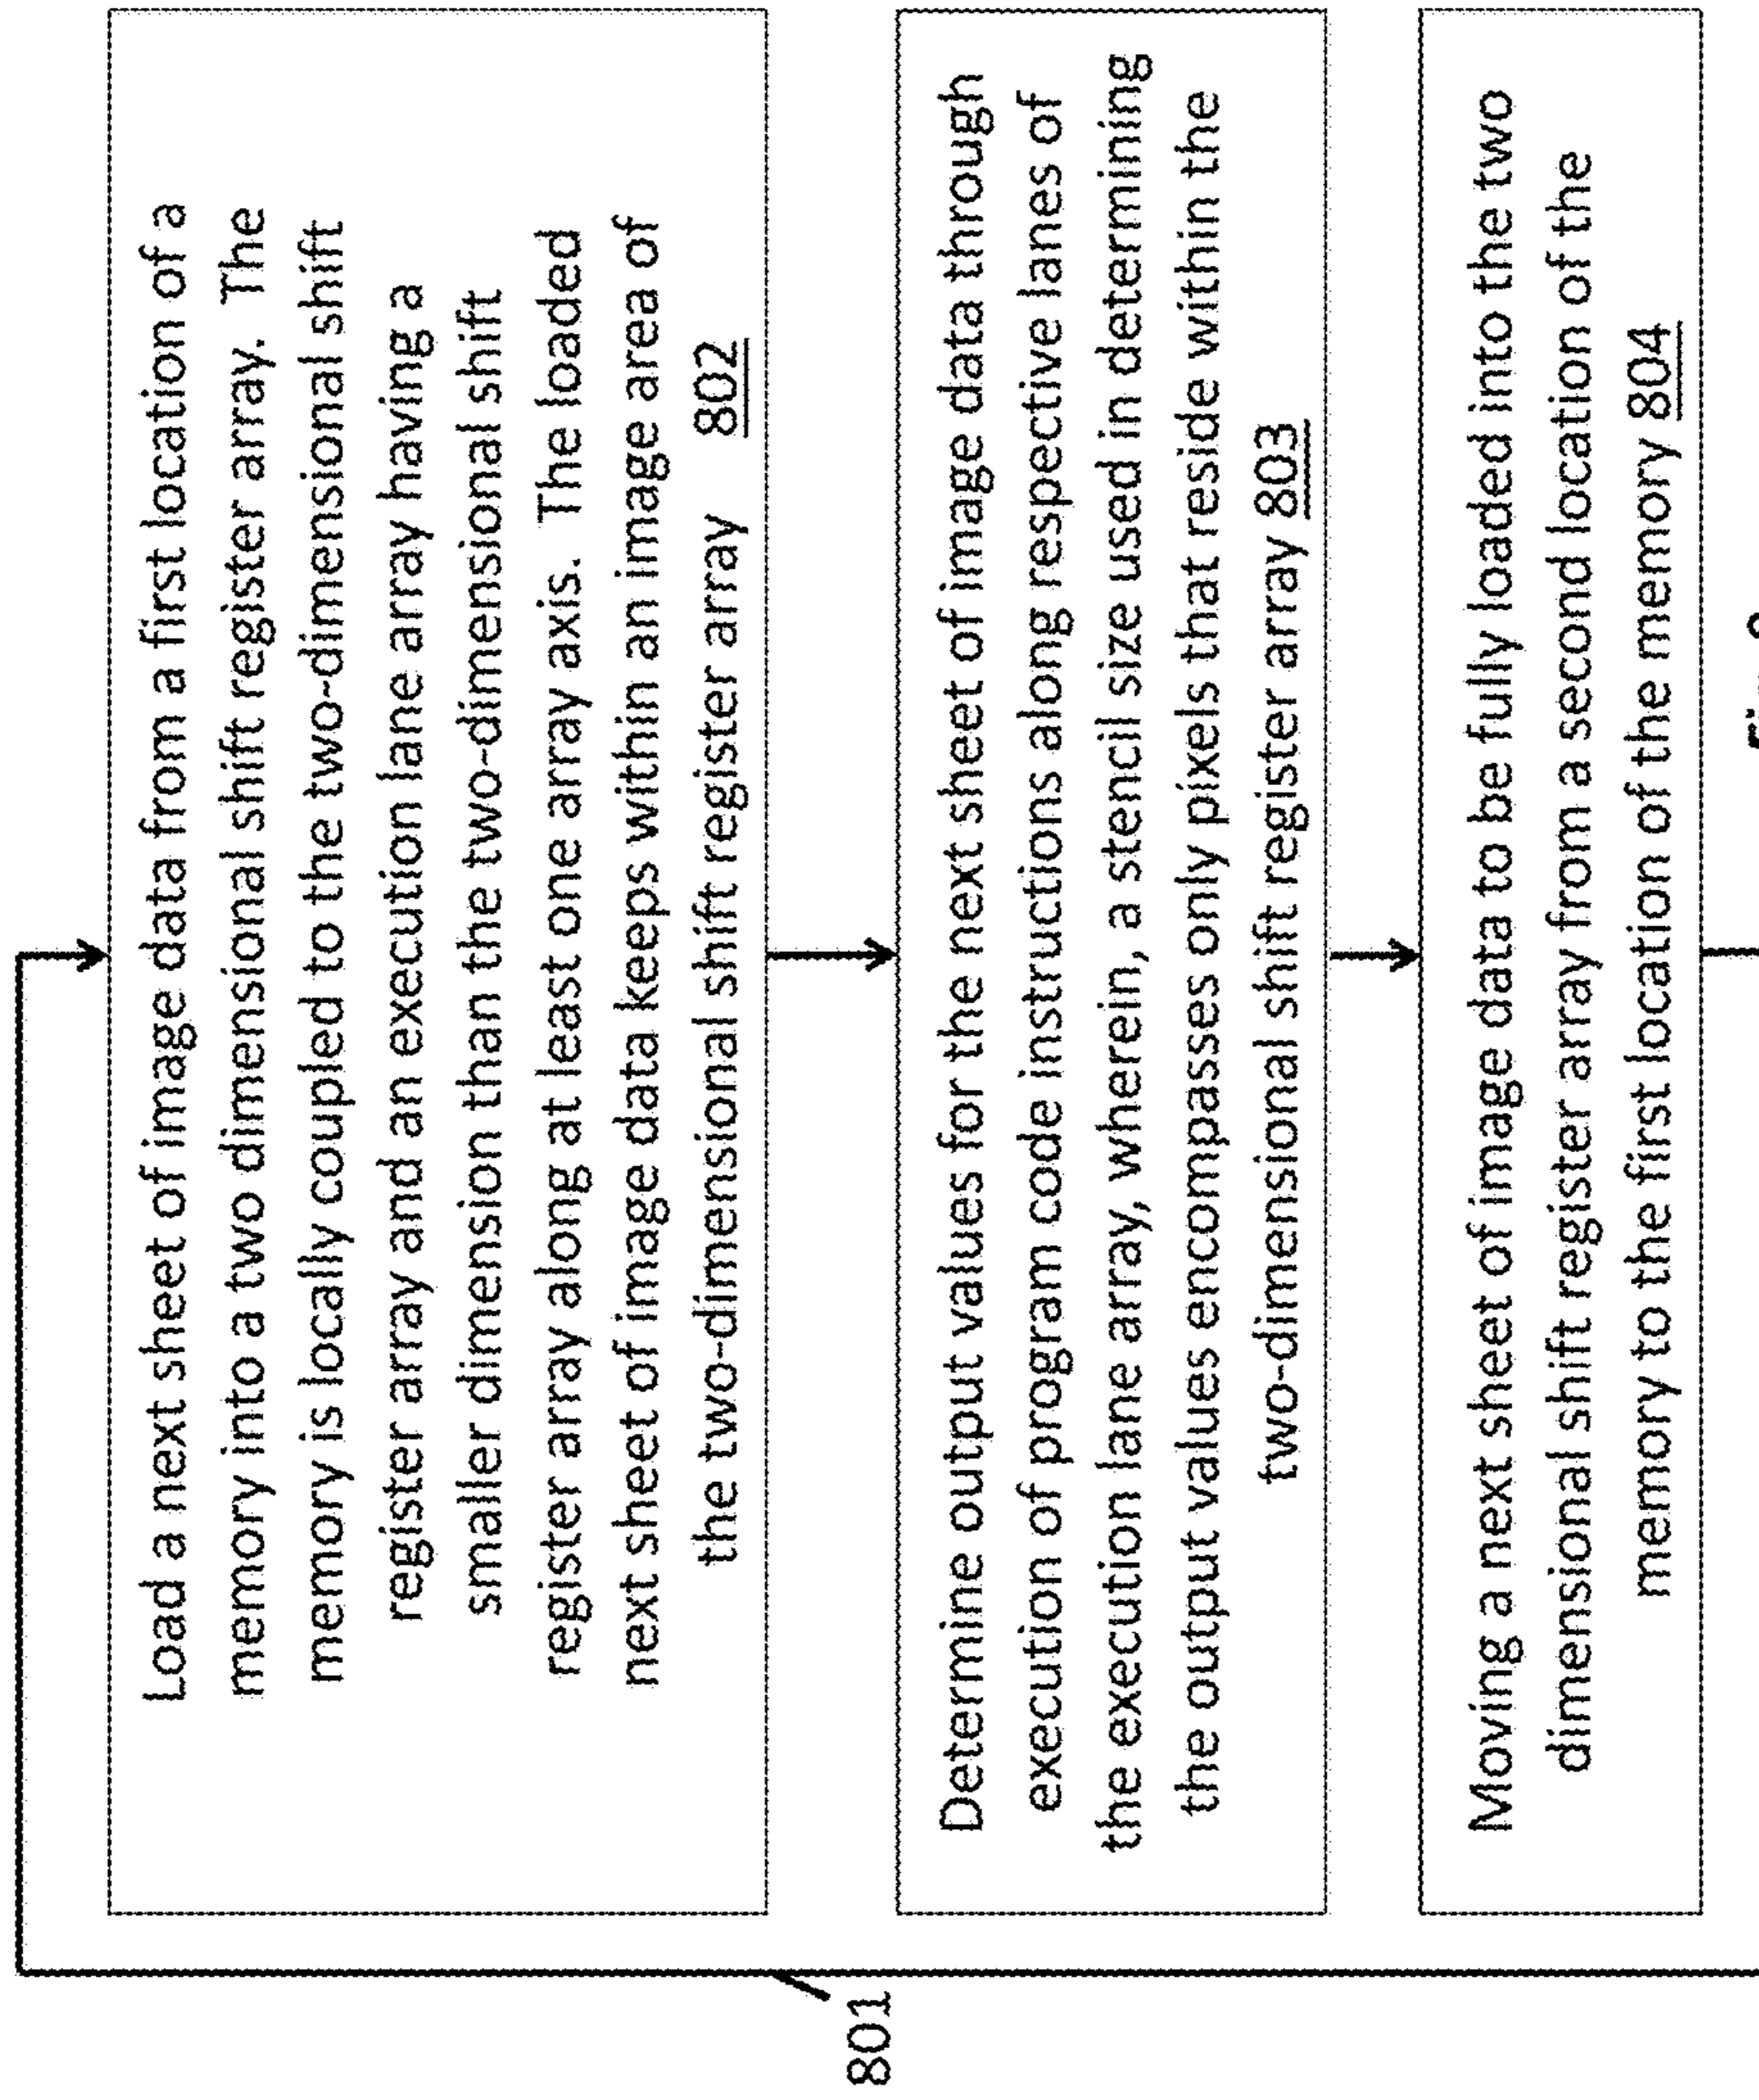 Load a next sheet of image data from a first location of a
memory into a two dimensional shift register array. The
memory is locally coupled to the two-dimensional shift
register array and an execution lane array having a
smaller dimension than the two-dimensional shift
register array along at least one array axis. The loaded
next sheet of image data keeps within an image area of
the two-dimensional shift register array 802
Determine output values for the next sheet of image data through
execution of program code instructions along respective lanes of
the execution lane array, wherein, a stencil size used in determining
the output values encompasses only pixels that reside within the
two-dimensional shift register array 803
Moving a next sheet of image data to be fully loaded into the two
dimensional shift register array from a second location of the
memory to the first location of the memory 804
801